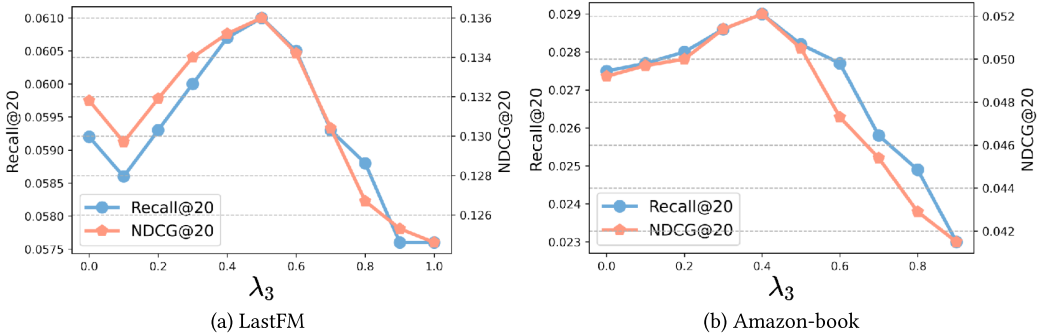 0.0610
0.0605
0.0600
0.0595
0.0590
0.0585
0.0580
0.0575
Recall@20
0.136
0.134
0.132
0.130
0.128
0.126
NDCG@20
Recall@20
NDCG@20
0.0 0.2 0.4 0.6 0.8 1.0
λ3
(a) LastFM
0.029
0.028
0.027
0.026
0.025
0.024
0.023
Recall@20
0.052
0.050
0.048
0.046
0.044
0.042
NDCG@20
Recall@20
NDCG@20
0.0 0.2 0.4 0.6 0.8
λ3
(b) Amazon-book